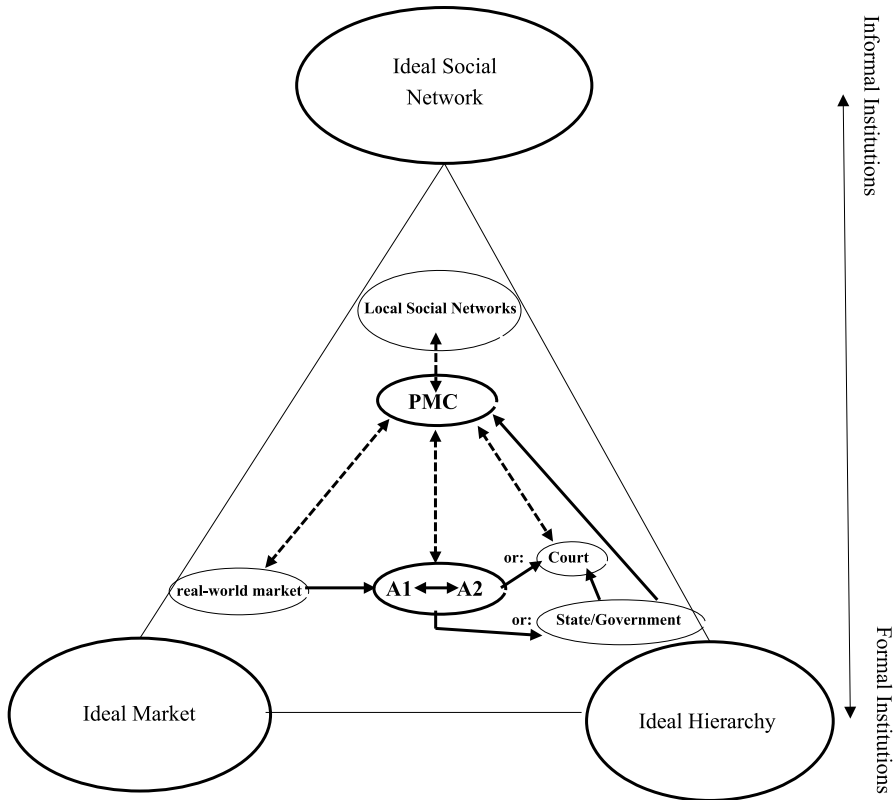 Ideal Social
Network
Informal Institutions
Local Social Networks
PMC
or:
Court
real-world market
A1
A2
or:
State/Government
Ideal Market
Ideal Hierarchy
Formal Institutions